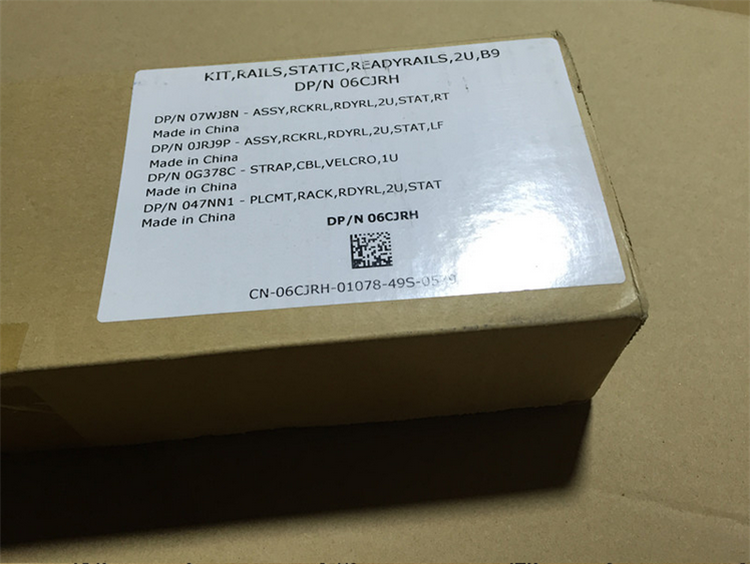 KIT,RAILS,STATIC,READYRAILS,2U,B9
DP/N 06CJRH
DP/N 07WJ8N - ASSY,RCKRL,RDYRL,2U,STAT,RT
Made in China
DP/N 0JRJ9P - ASSY,RCKRL,RDYRL,2U,STAT,LF
Made in China
DP/N 0G378C - STRAP,CBL,VELCRO,1U
Made in China
DP/N 047NN1 - PLCMT,RACK,RDYRL,2U,STAT
Made in China
DP/N 06CJRH